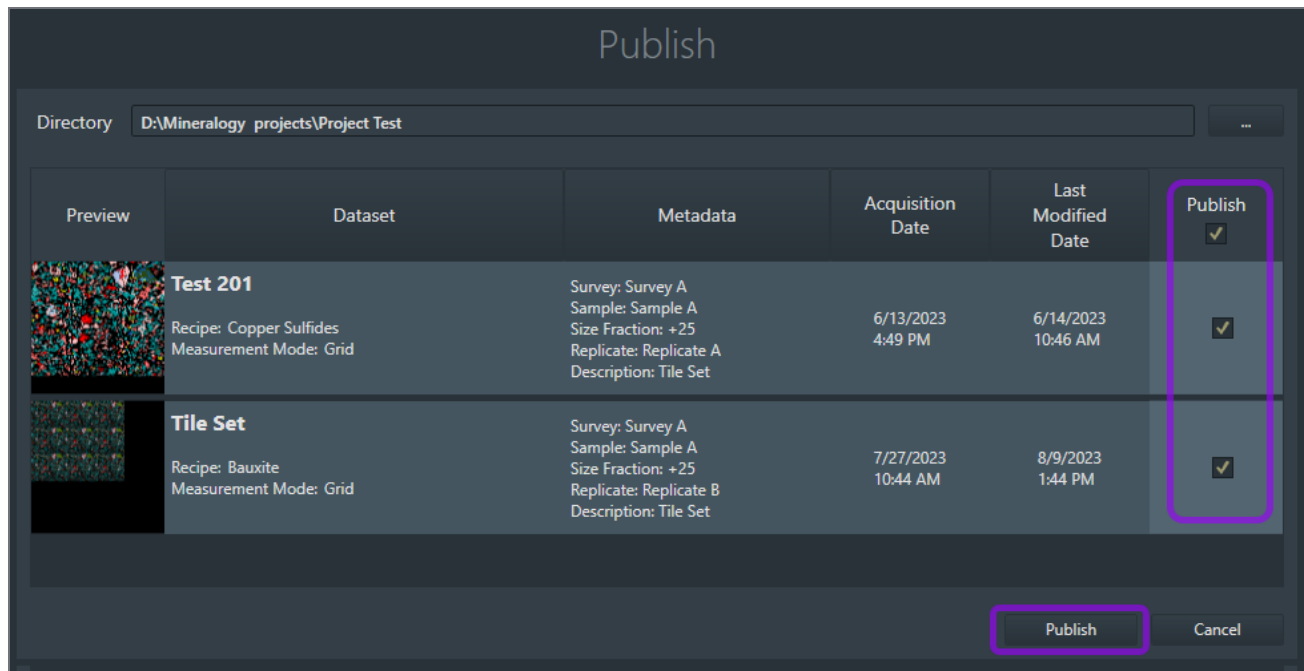 Publish
Directory D:\Mineralogy projects\Project Test ...
Preview Dataset Metadata Acquisition Date Last Modified Date Publish
Test 201
Recipe: Copper Sulfides
Measurement Mode: Grid
Survey: Survey A
Sample: Sample A
Size Fraction: +25
Replicate: Replicate A
Description: Tile Set
6/13/2023
4:49 PM
6/14/2023
10:46 AM
Tile Set
Recipe: Bauxite
Measurement Mode: Grid
Survey: Survey A
Sample: Sample A
Size Fraction: +25
Replicate: Replicate B
Description: Tile Set
7/27/2023
10:44 AM
8/9/2023
1:44 PM
Publish Cancel